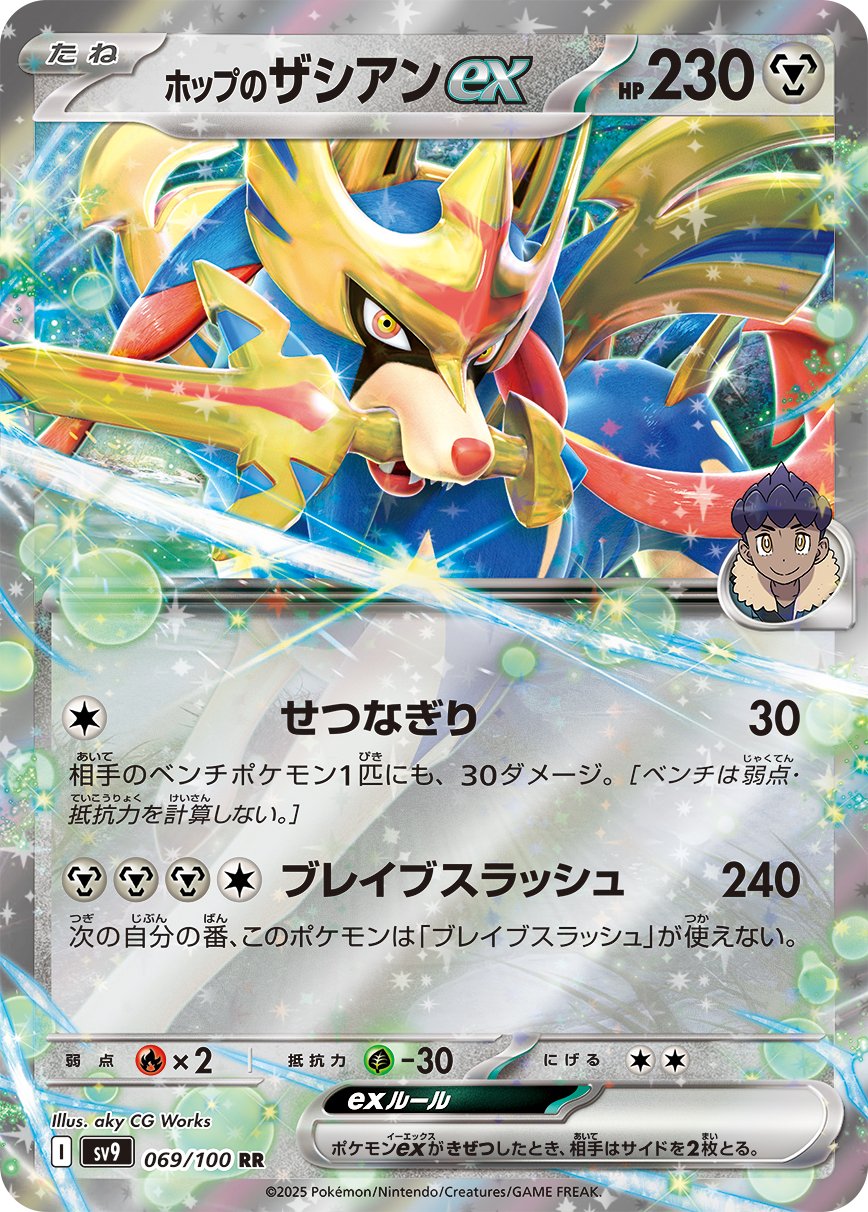 たね
ホップのザシアンex HP 230
せつなぎり 30
相手のベンチポケモン1匹にも、30ダメージ。[ベンチは弱点・
抵抗力を計算しない。]
ブレイブスラッシュ 240
次の自分の番、このポケモンは「ブレイブスラッシュ」が使えない。
弱点 ×2 抵抗力 -30 にげる
exルール
ポケモンexがきぜつしたとき、相手はサイドを2枚とる。
Illus. aky CG Works
I sv9 069/100 RR
©2025 Pokémon/Nintendo/Creatures/GAME FREAK.